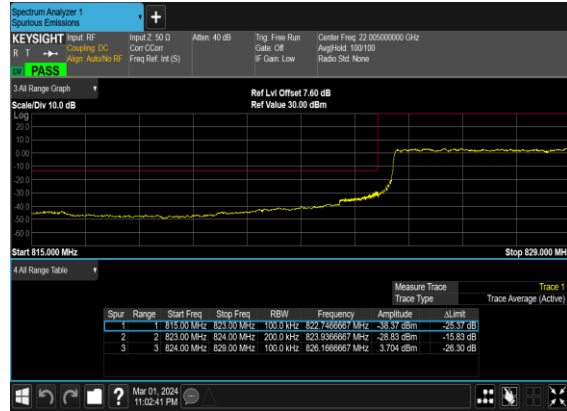 Spectrum Analyzer 1
Spurious Emissions
KEYSIGHT Input: RF Input Z: 50 Ω Atten: 40 dB Trig: Free Run Center Freq: 22.005000000 GHz
R T Coupling: DC Corr CCorr Gate: Off Avg|Hold: 100/100
Align: Auto/No RF Freq Ref: Int (S) IF Gain: Low Radio Std: None
PASS
3 All Range Graph Ref Lvl Offset 7.60 dB
Scale/Div 10.0 dB Ref Value 30.00 dBm
Log
20.0
10.0
0.00
-10.0
-20.0
-30.0
-40.0
-50.0
-60.0
Start 815.000 MHz Stop 829.000 MH
4 All Range Table
Measure Trace Trace 1
Trace Type Trace Average (Active)
Spur Range Start Freq Stop Freq RBW Frequency Amplitude ΔLimit
1 1 815.00 MHz 823.00 MHz 100.0 kHz 822.7466667 MHz -38.37 dBm -25.37 dB
2 2 823.00 MHz 824.00 MHz 200.0 kHz 823.9366667 MHz -28.83 dBm -15.83 dB
3 3 824.00 MHz 829.00 MHz 100.0 kHz 826.1666667 MHz 3.704 dBm -26.30 dB
? Mar 01, 2024
11:02:41 PM